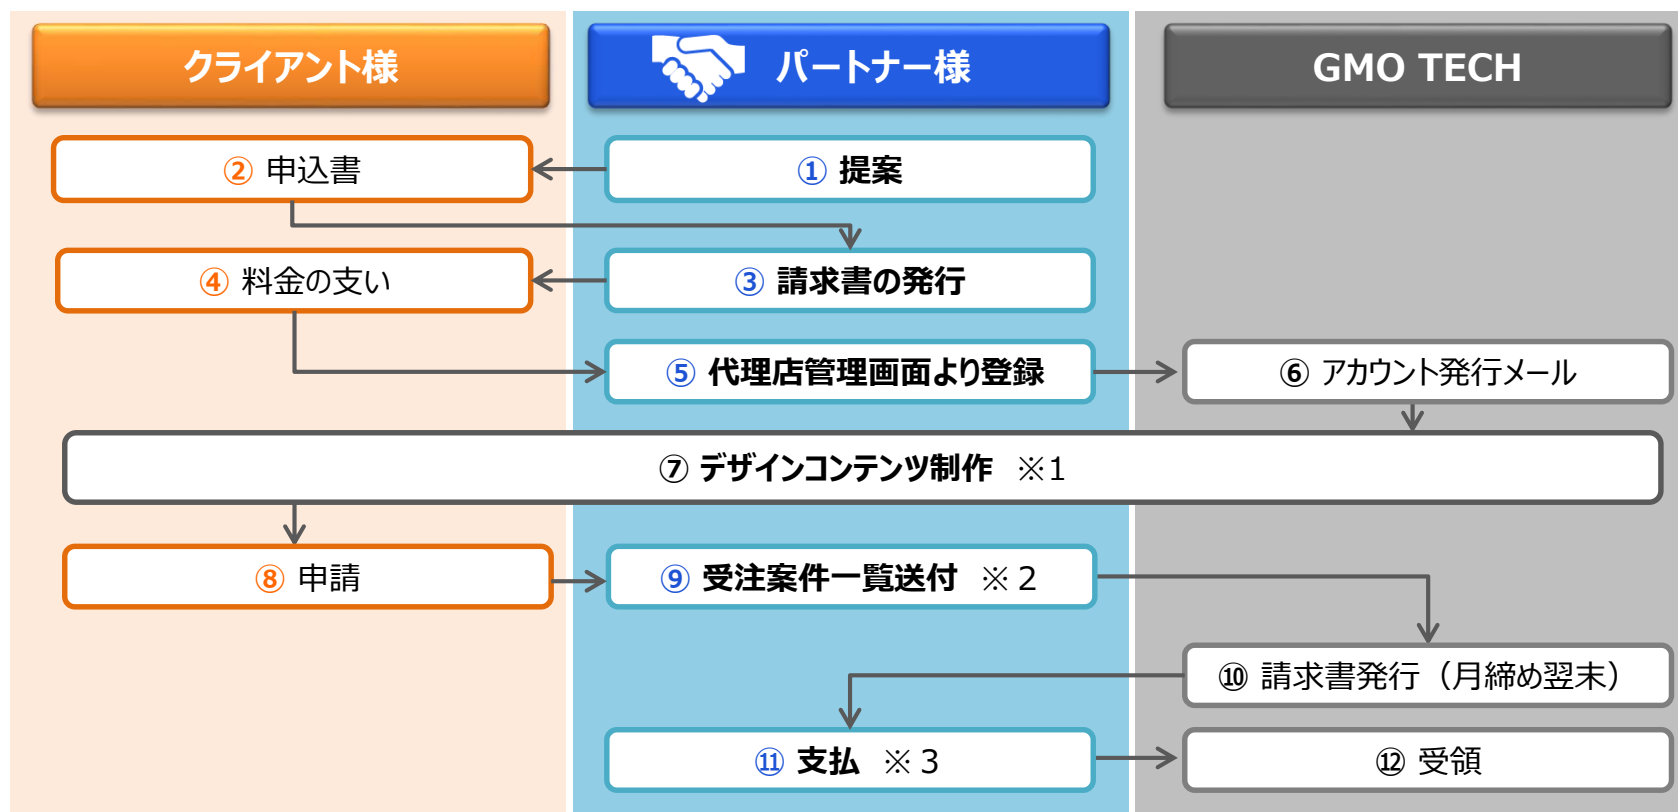 クライアント様
パートナー様
GMO TECH
② 申込書
① 提案
④ 料金の支い
③ 請求書の発行
⑤ 代理店管理画面より登録
⑥ アカウント発行メール
⑦ デザインコンテンツ制作 ※1
⑧ 申請
⑨ 受注案件一覧送付 ※２
⑩ 請求書発行（月締め翌末）
⑪ 支払 ※３
⑫ 受領